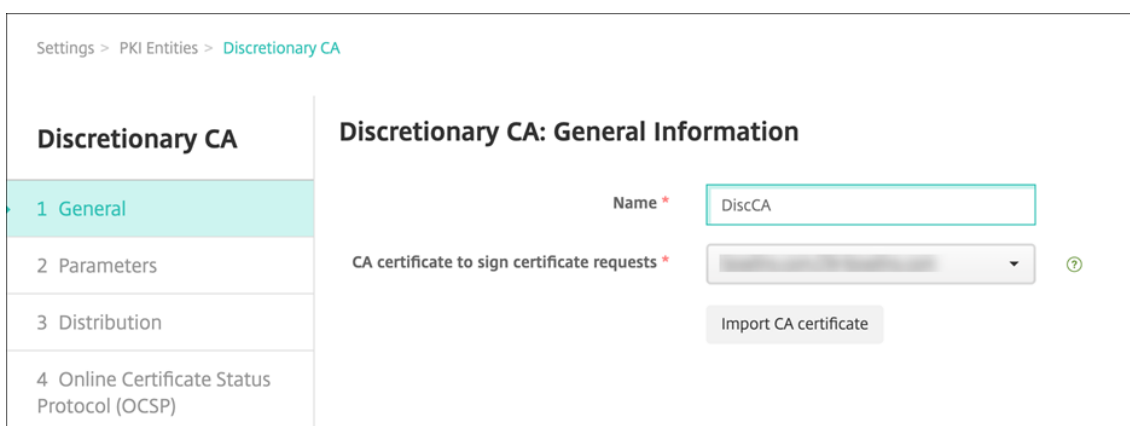 Settings > PKI Entities > Discretionary CA
Discretionary CA
1 General
2 Parameters
3 Distribution
4 Online Certificate Status
Protocol (OCSP)
Discretionary CA: General Information
Name *
DiscCA
CA certificate to sign certificate requests *
?
Import CA certificate